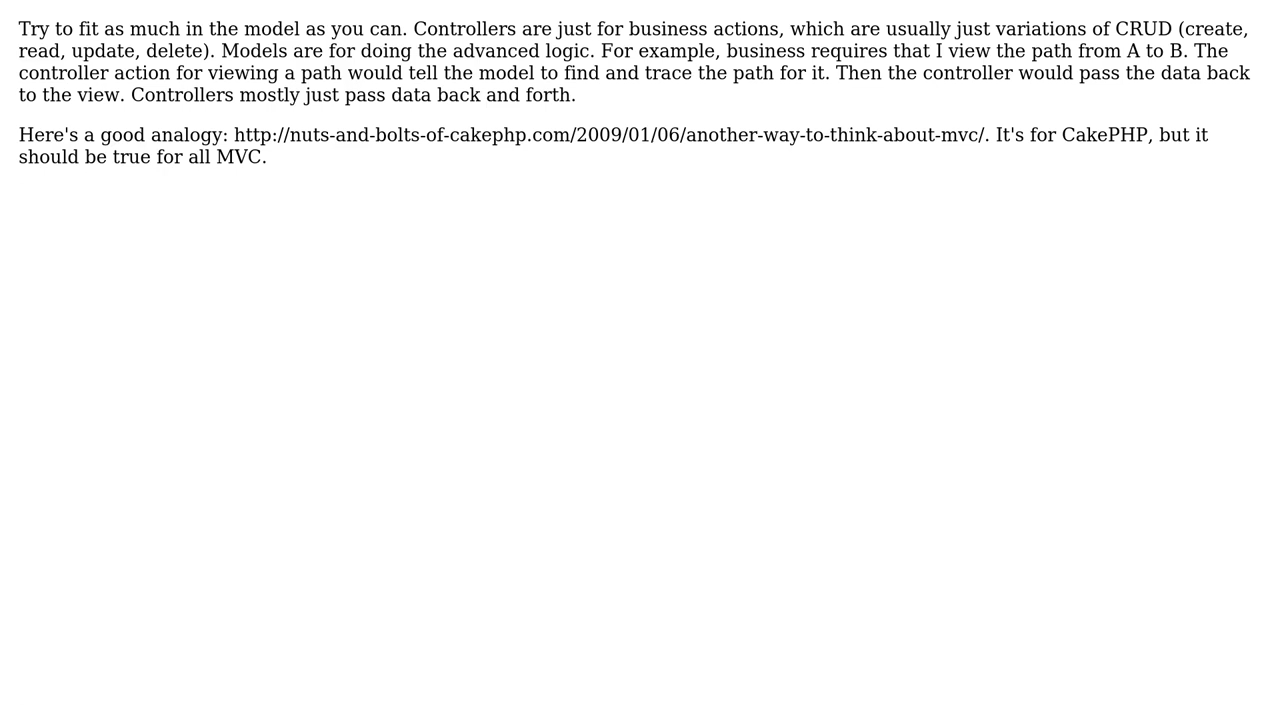 Try to fit as much in the model as you can. Controllers are just for business actions, which are usually just variations of CRUD (create,
read, update, delete). Models are for doing the advanced logic. For example, business requires that I view the path from A to B. The
controller action for viewing a path would tell the model to find and trace the path for it. Then the controller would pass the data back
to the view. Controllers mostly just pass data back and forth.
Here's a good analogy: http://nuts-and-bolts-of-cakephp.com/2009/01/06/another-way-to-think-about-mvc/. It's for CakePHP, but it
should be true for all MVC.